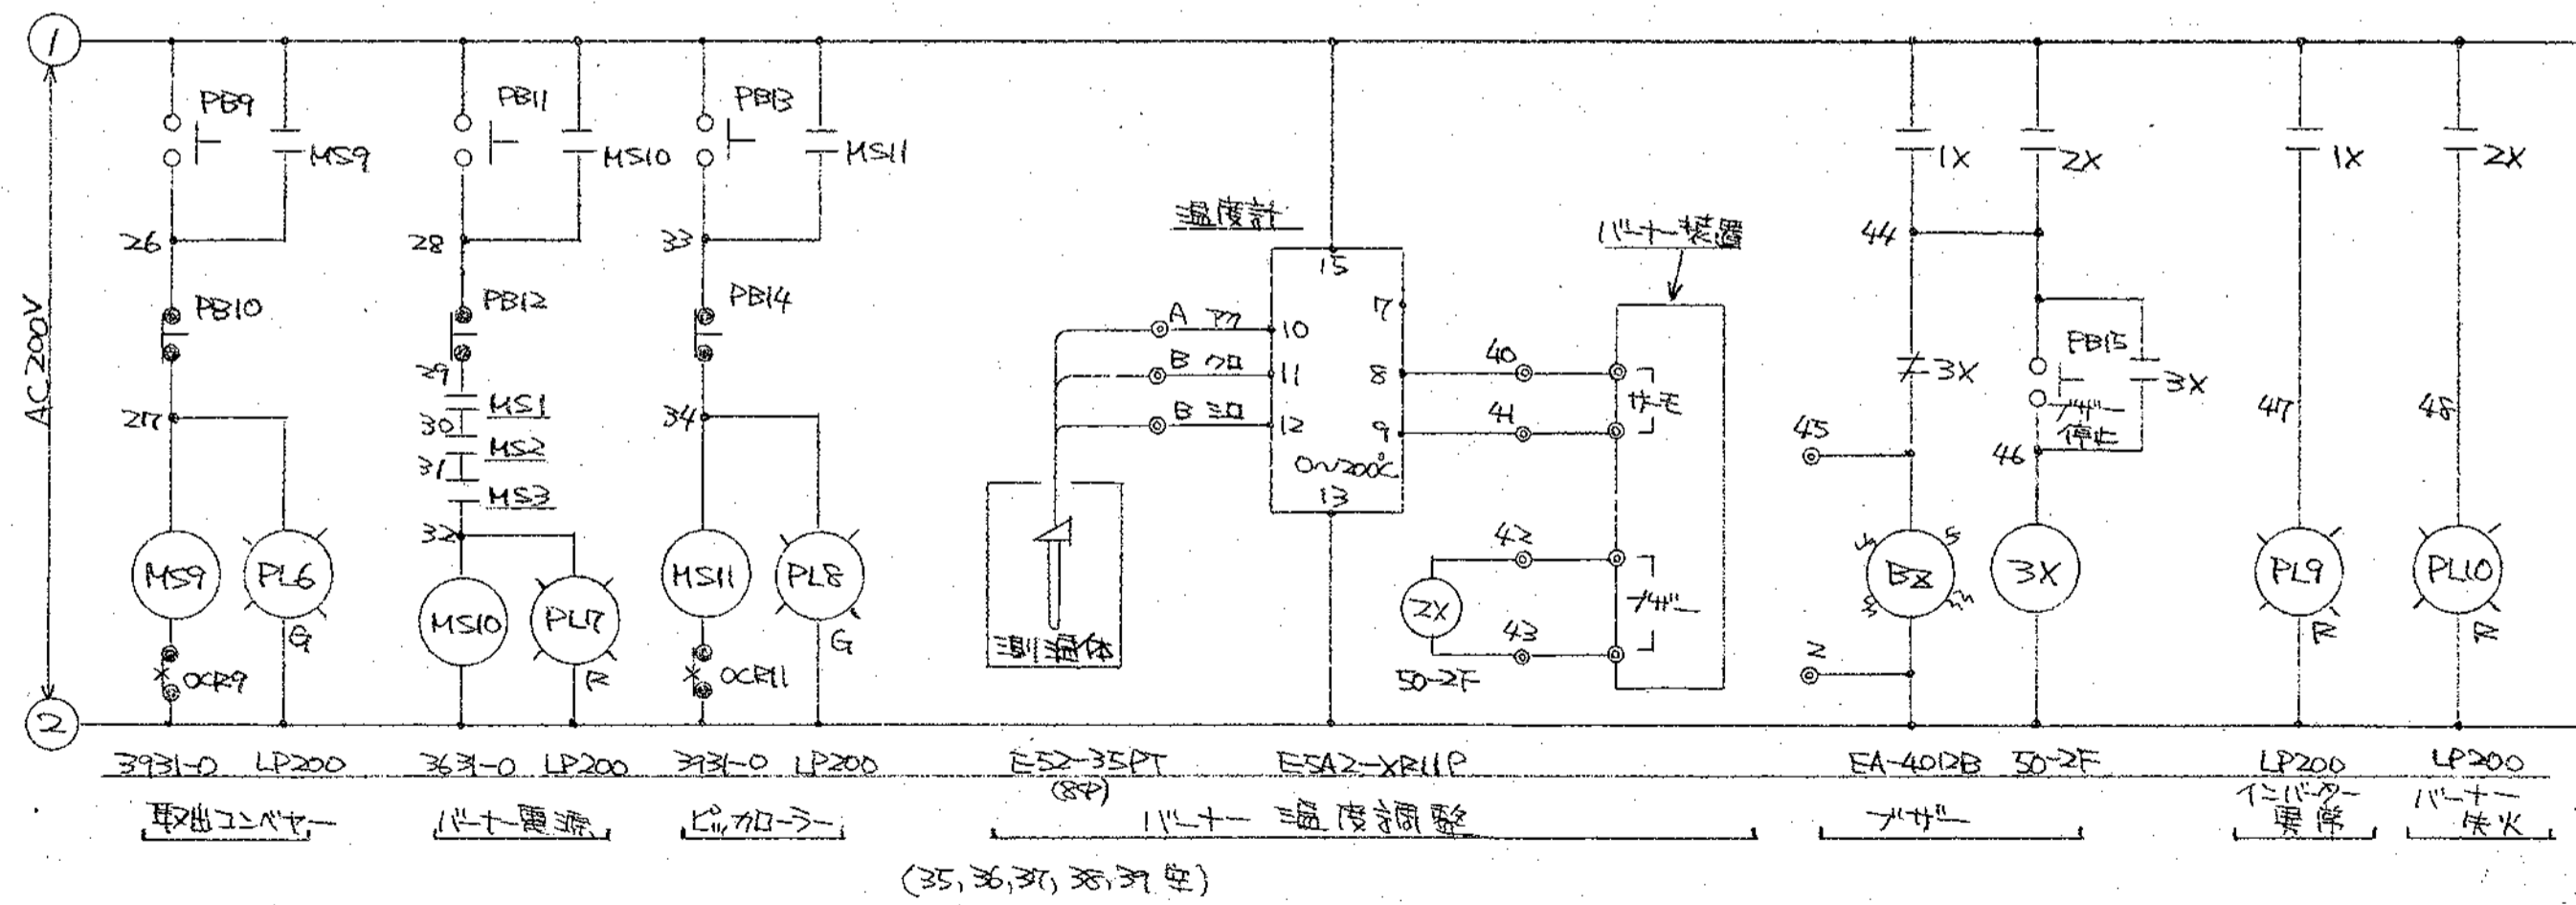 1
PB9
MS9
26
PB10
27
MS9
PL6
G
OCR9
PB11
MS10
28
PB12
29
MS1
30
MS2
31
MS3
32
MS10
PL7
R
PB13
MS11
33
PB14
34
MS11
PL8
G
OCR11
AC200V
2
温度計
15
A アカ
10
B クロ
11
B シロ
12
7
8
9
0~200℃
13
測温体
バーナー装置
40
41
サーモ
42
43
ブザー
2X
50-2F
1X
2X
44
3X
45
PB15
3X
ブザー
停止
46
BZ
3X
2
1X
47
PL9
R
2X
48
PL10
R
3931-0 LP200 3631-0 LP200 3931-0 LP200 E52-35PT E5A2-XR11P EA-4012B 50-2F LP200 LP200
(8Φ)
取出コンベヤー バーナー電源 ピッカローラー バーナー 温度調整 ブザー
インバーター
異常
バーナー
失火
(35,36,37,38,39 空)